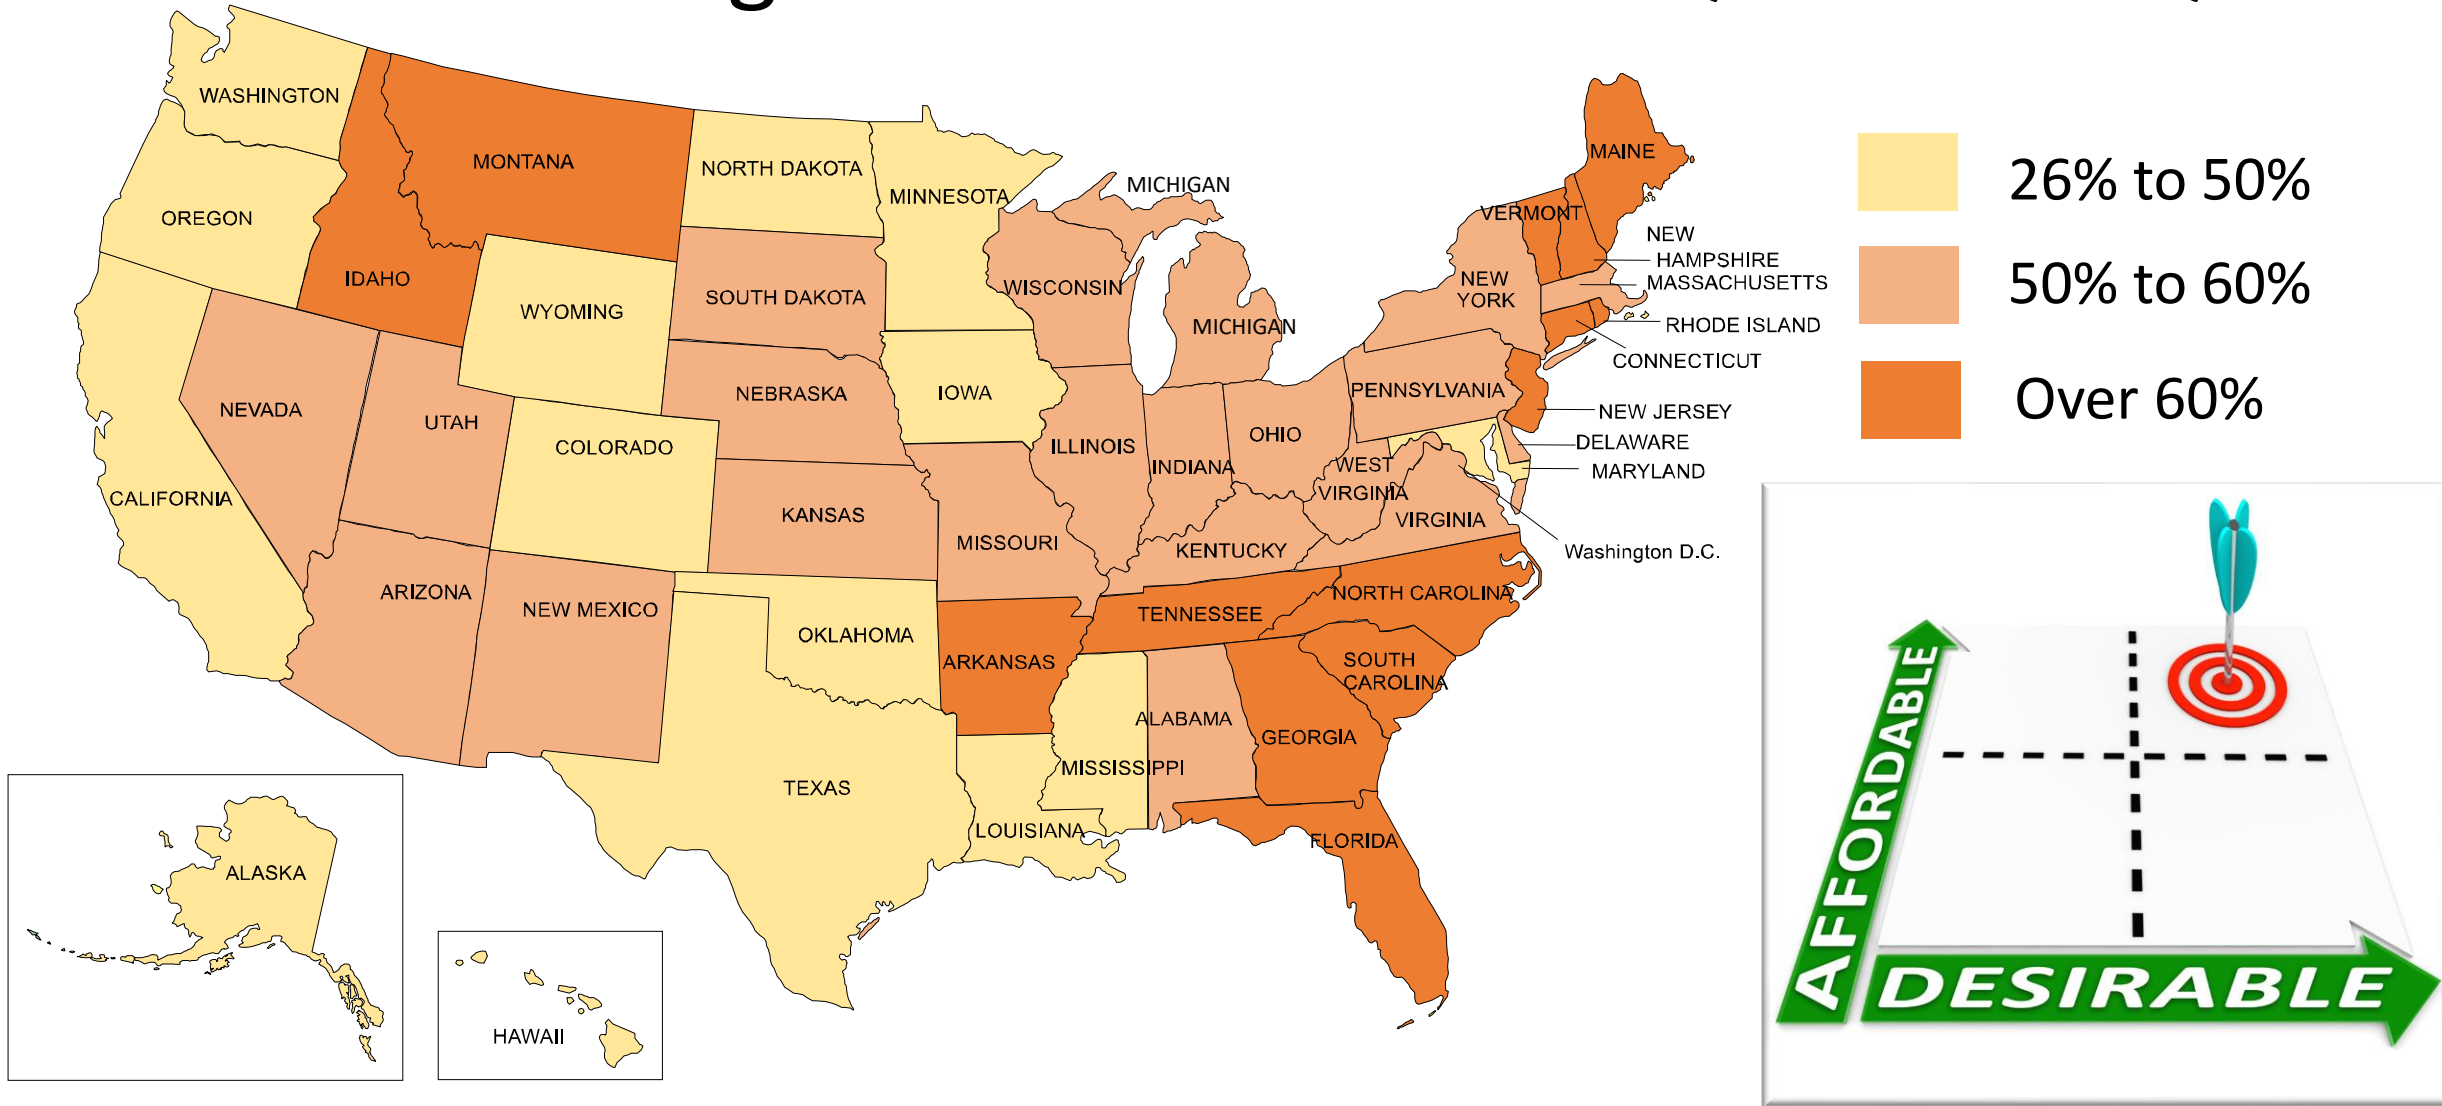 WASHINGTON
OREGON
CALIFORNIA
IDAHO
MONTANA
WYOMING
NEVADA
UTAH
COLORADO
ARIZONA
NEW MEXICO
NORTH DAKOTA
SOUTH DAKOTA
NEBRASKA
KANSAS
OKLAHOMA
TEXAS
MINNESOTA
IOWA
MISSOURI
ARKANSAS
LOUISIANA
WISCONSIN
MICHIGAN
MICHIGAN
ILLINOIS
INDIANA
OHIO
KENTUCKY
TENNESSEE
MISSISSIPPI
ALABAMA
GEORGIA
FLORIDA
SOUTH
CAROLINA
NORTH CAROLINA
WEST
VIRGINIA
VIRGINIA
PENNSYLVANIA
NEW
YORK
VERMONT
MAINE
NEW
HAMPSHIRE
MASSACHUSETTS
RHODE ISLAND
CONNECTICUT
NEW JERSEY
DELAWARE
MARYLAND
Washington D.C.
ALASKA
HAWAII
26% to 50%
50% to 60%
Over 60%
AFFORDABLE
DESIRABLE